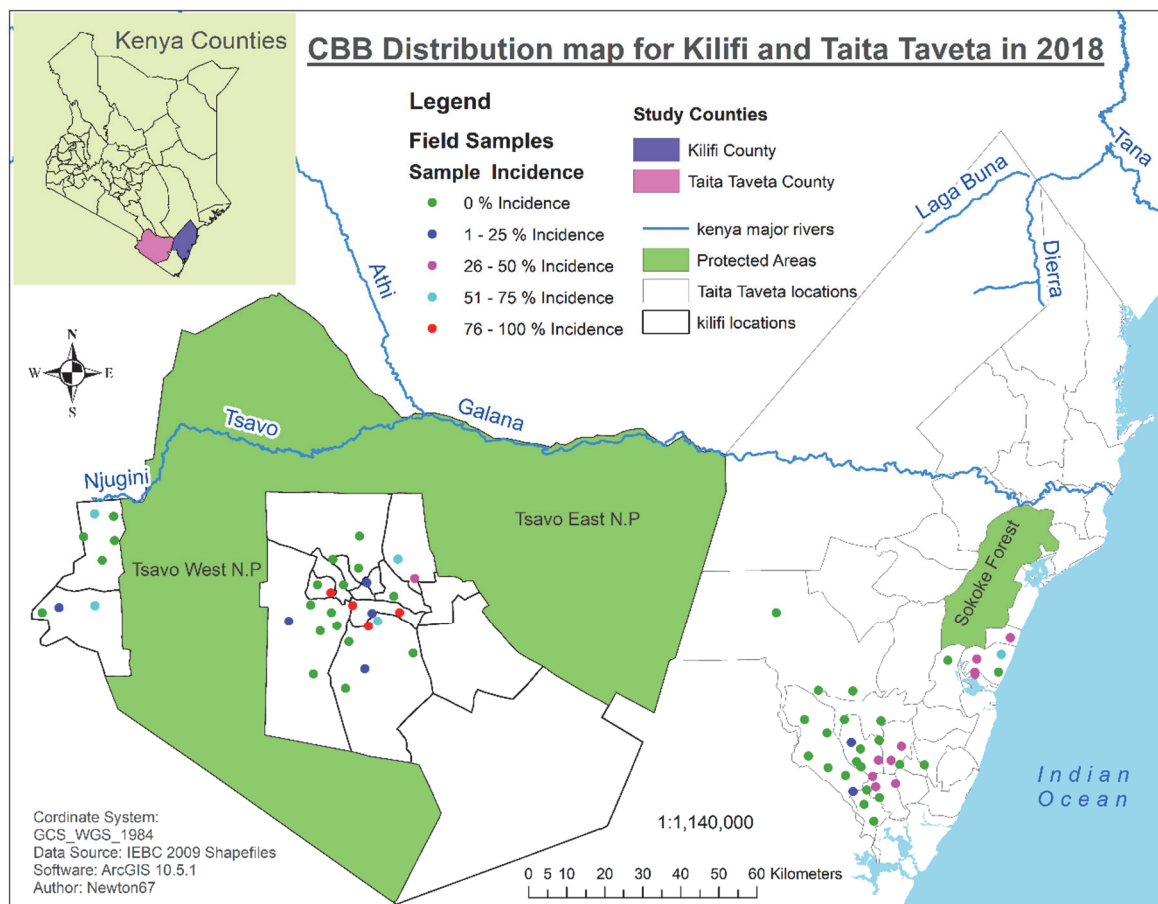 Kenya Counties
CBB Distribution map for Kilifi and Taita Taveta in 2018
Legend
Field Samples
Sample Incidence
0 % Incidence
1 - 25 % Incidence
26 - 50 % Incidence
51 - 75 % Incidence
76 - 100 % Incidence
Study Counties
Kilifi County
Taita Taveta County
kenya major rivers
Protected Areas
Taita Taveta locations
kilifi locations
Laga Buna
Tana
Dierra
Athi
N
W E
S
Galana
Tsavo
Njugini
Tsavo East N.P
Tsavo West N.P
Sokoke Forest
Indian
Ocean
Cordinate System:
GCS_WGS_1984
Data Source: IEBC 2009 Shapefiles
Software: ArcGIS 10.5.1
Author: Newton67
1:1,140,000
0 5 10 20 30 40 50 60 Kilometers